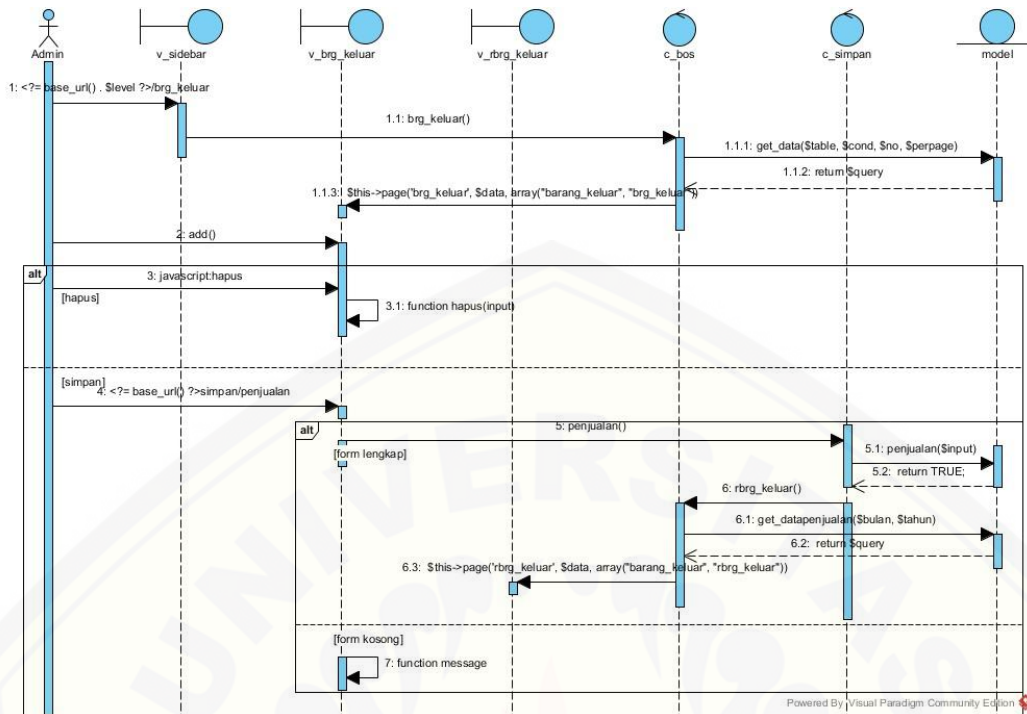 Admin
v_sidebar
v_brg_keluar
v_rbrg_keluar
c_bos
c_simpan
model
1: <?= base_url() . $level ?>/brg_keluar
1.1: brg_keluar()
1.1.1: get_data($table, $cond, $no, $perpage)
1.1.2: return $query
1.1.3: $this->page('brg_keluar', $data, array("barang_keluar", "brg_keluar"))
2: add()
alt
3: javascript:hapus
[hapus]
3.1: function hapus(input)
[simpan]
4: <?= base_url() ?>simpan/penjualan
alt
5: penjualan()
[form lengkap]
5.1: penjualan($input)
5.2: return TRUE;
6: rbrg_keluar()
6.1: get_datapenjualan($bulan, $tahun)
6.2: return $query
6.3: $this->page('rbrg_keluar', $data, array("barang_keluar", "rbrg_keluar"))
[form kosong]
7: function message
UNIVERSITAS
Powered By Visual Paradigm Community Edition